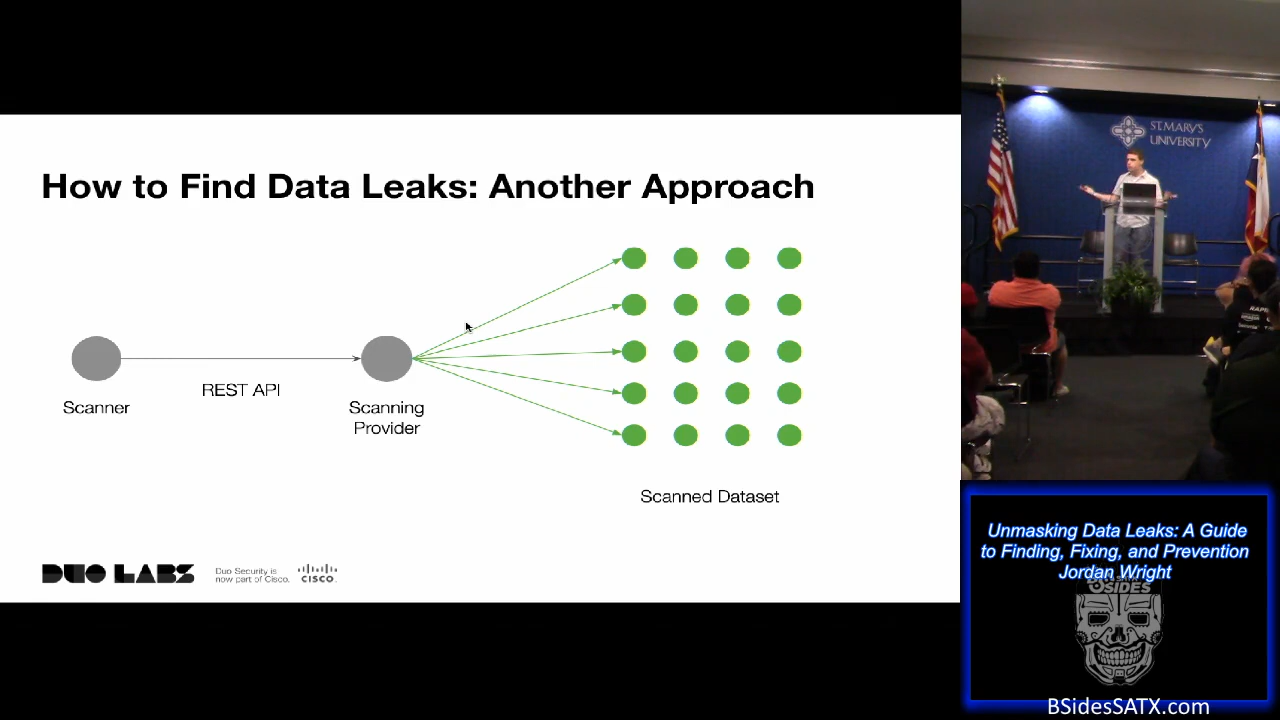 How to Find Data Leaks: Another Approach
Scanner
REST API
Scanning
Provider
Scanned Dataset
DUO LABS
Duo Security is
now part of Cisco.
CISCO
ST. MARY'S
UNIVERSITY
Unmasking Data Leaks: A Guide
to Finding, Fixing, and Prevention
Jordan Wright
BSIDES
BSidesSATX.com